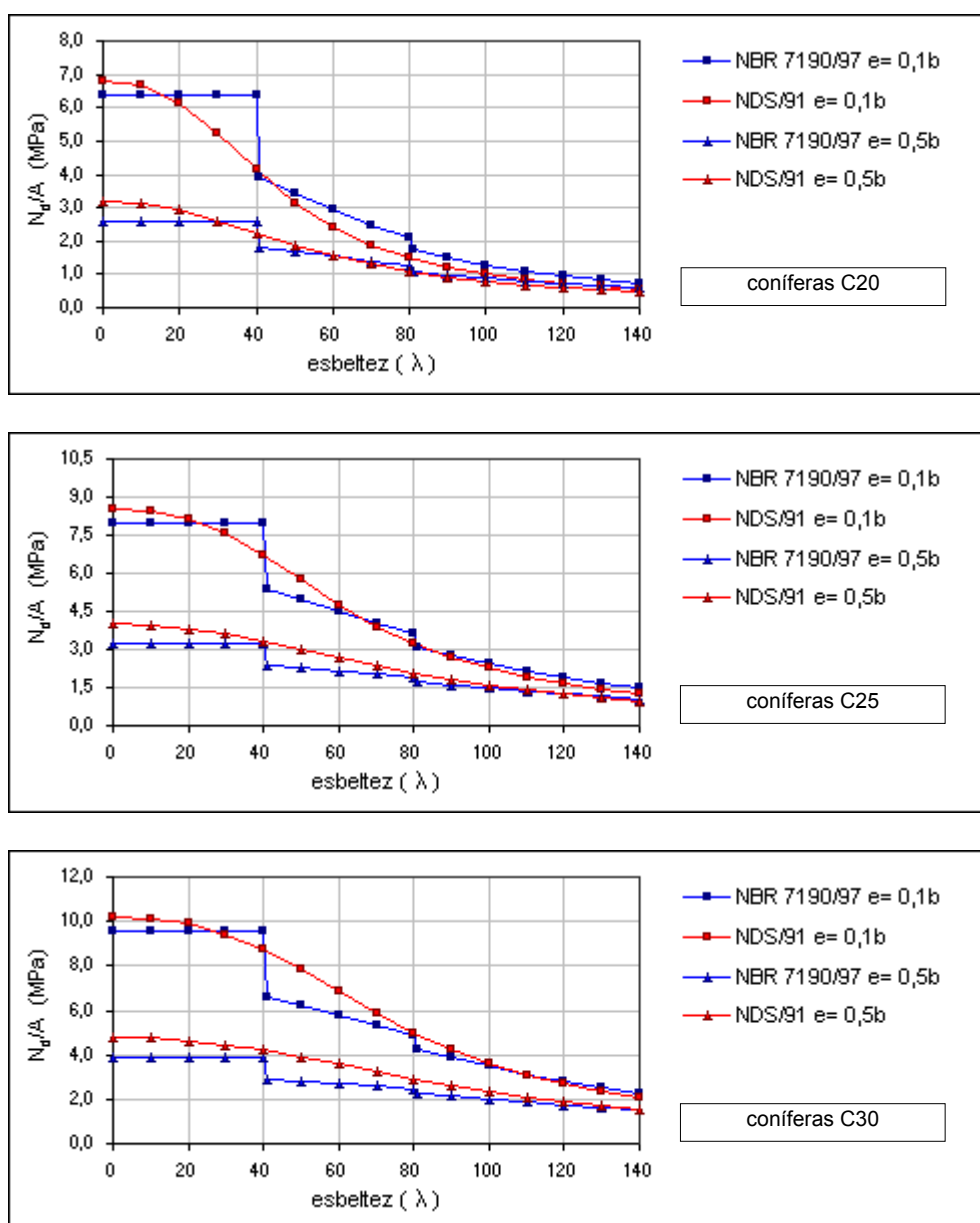 8,0
7,0
6,0
5,0
4,0
3,0
2,0
1,0
0,0
N_d/A (MPa)
0 20 40 60 80 100 120 140
esbeltez ( λ )
NBR 7190/97 e= 0,1b
NDS/91 e= 0,1b
NBR 7190/97 e= 0,5b
NDS/91 e= 0,5b
coníferas C20
10,5
9,0
7,5
6,0
4,5
3,0
1,5
0,0
N_d/A (MPa)
0 20 40 60 80 100 120 140
esbeltez ( λ )
NBR 7190/97 e= 0,1b
NDS/91 e= 0,1b
NBR 7190/97 e= 0,5b
NDS/91 e= 0,5b
coníferas C25
12,0
10,0
8,0
6,0
4,0
2,0
0,0
N_d/A (MPa)
0 20 40 60 80 100 120 140
esbeltez ( λ )
NBR 7190/97 e= 0,1b
NDS/91 e= 0,1b
NBR 7190/97 e= 0,5b
NDS/91 e= 0,5b
coníferas C30